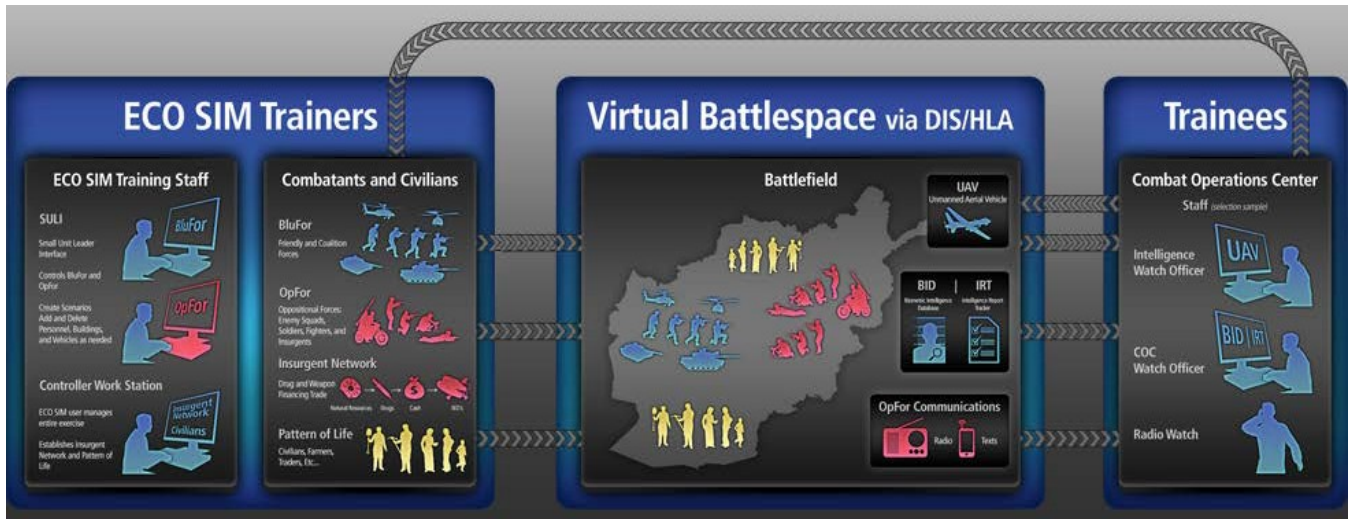 ECO SIM Trainers
ECO SIM Training Staff
SULI
Small Unit Leader
Interface
Controls BluFor and
OpFor
Create Scenarios
Add and Delete
Personnel, Buildings,
and Vehicles as needed
BluFor
OpFor
Controller Work Station
ECO SIM user manages
entire exercise
Establishes Insurgent
Network and Pattern of
Life
Insurgent
Network
Civilians
Combatants and Civilians
BluFor
Friendly and Coalition
Forces
OpFor
Oppositional Forces:
Enemy Squads,
Soldiers, Fighters, and
Insurgents
Insurgent Network
Drug and Weapon
Financing Trade
Natural Resources
Drugs
Cash
Pattern of Life
Civilians, Farmers,
Traders, Etc...
Virtual Battlespace via DIS/HLA
Battlefield
UAV
Unmanned Aerial Vehicle
BID | IRT
Biometric Intelligence
Database
Intelligence Report
Tracker
OpFor Communications
Radio
Texts
Trainees
Combat Operations Center
Staff (selection sample)
Intelligence
Watch Officer
UAV
COC
Watch Officer
BID | IRT
Radio Watch